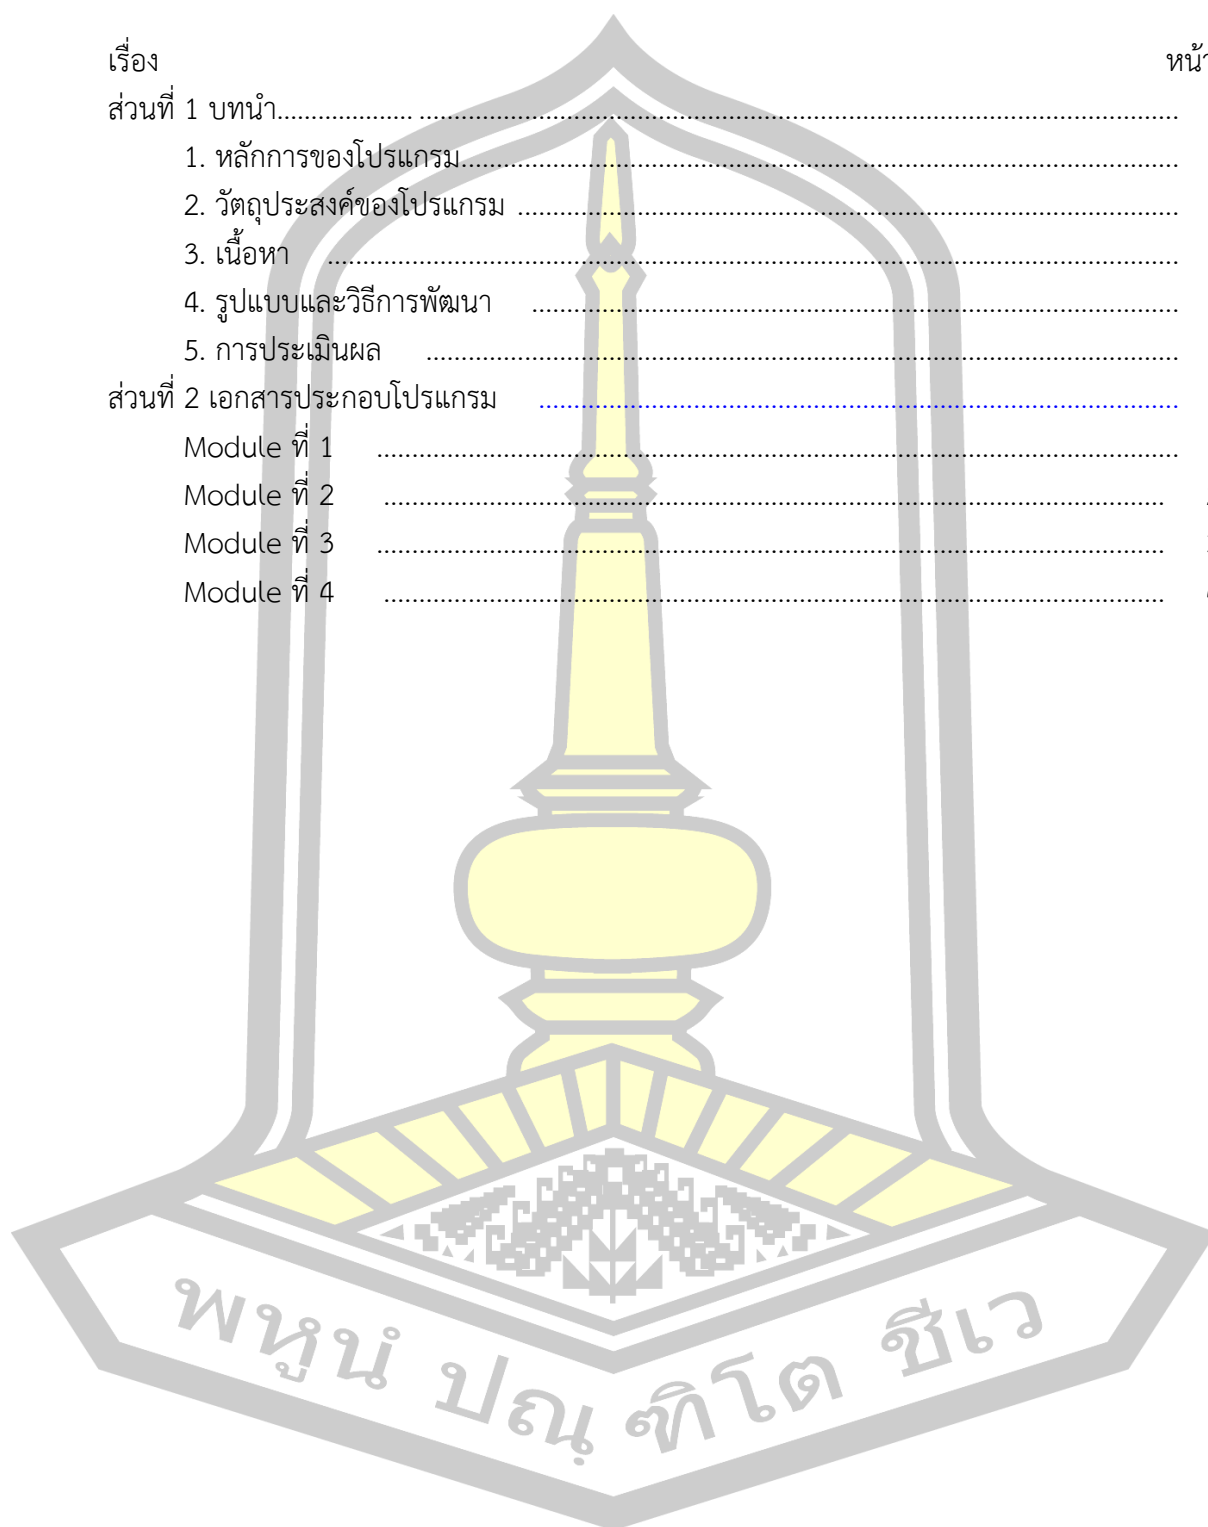 เรื่อง
ส่วนที่ 1 บทนำ.................... ................................................................................................................
1. หลักการของโปรแกรม..........................................................................................................
2. วัตถุประสงค์ของโปรแกรม ..................................................................................................
3. เนื้อหา ..............................................................................................................................
4. รูปแบบและวิธีการพัฒนา ................................................................................................
5. การประเมินผล ................................................................................................................
ส่วนที่ 2 เอกสารประกอบโปรแกรม ...............................................................................................
Module ที่ 1 .......................................................................................................................
Module ที่ 2 ....................................................................................................................
Module ที่ 3 .....................................................................................................................
Module ที่ 4 ....................................................................................................................
พหูนํ ปณฺฑิโต ชีเว